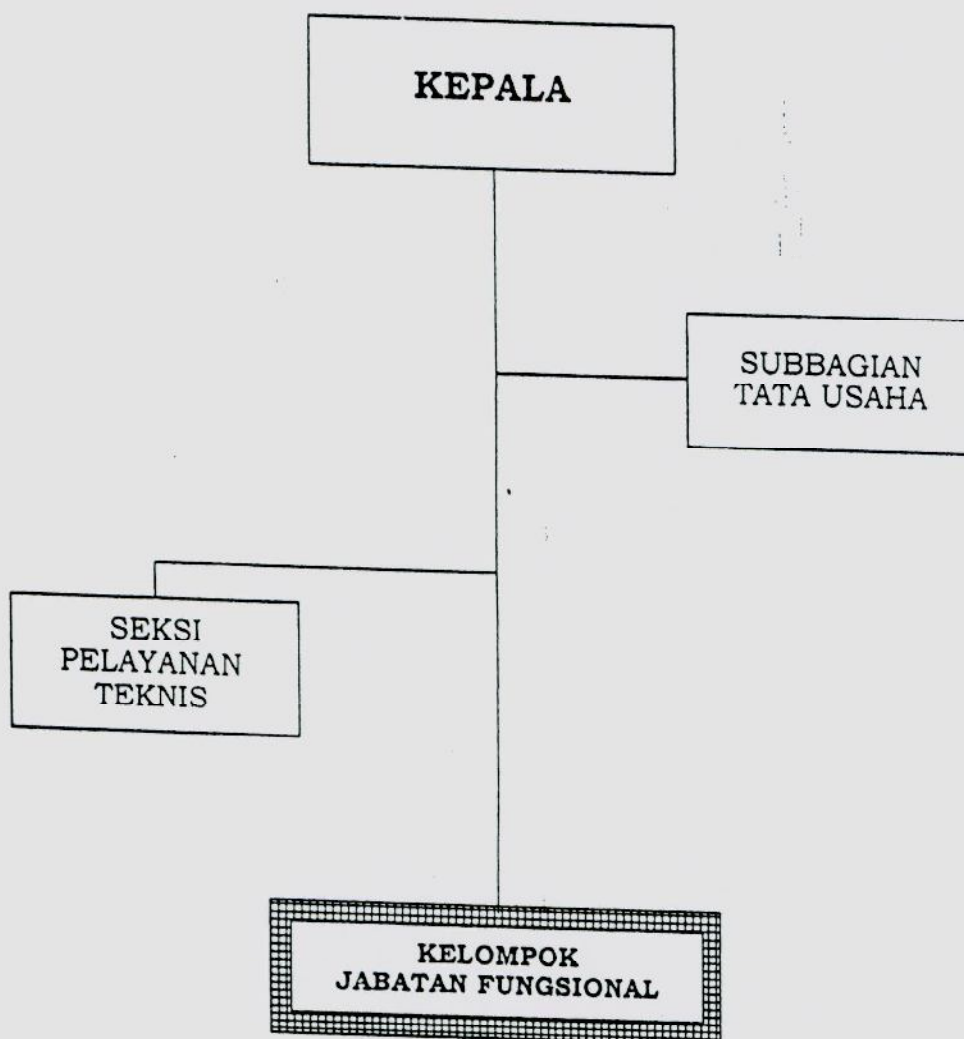 KEPALA
SUBBAGIAN
TATA USAHA
SEKSI
PELAYANAN
TEKNIS
KELOMPOK
JABATAN FUNGSIONAL